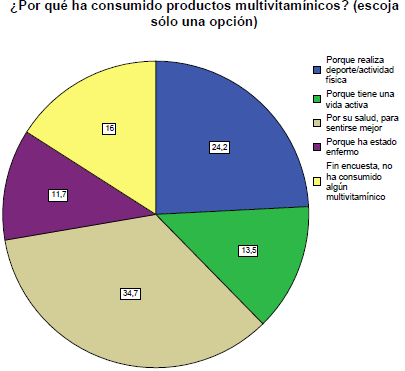 ¿Por qué ha consumido productos multivitamínicos? (escoja
sólo una opción)
Porque realiza
deporte/actividad
física
Porque tiene una
vida activa
Por su salud, para
sentirse mejor
Porque ha estado
enfermo
Fin encuesta, no
ha consumido
algún
multivitamínico
24,2
13,5
34,7
11,7
16